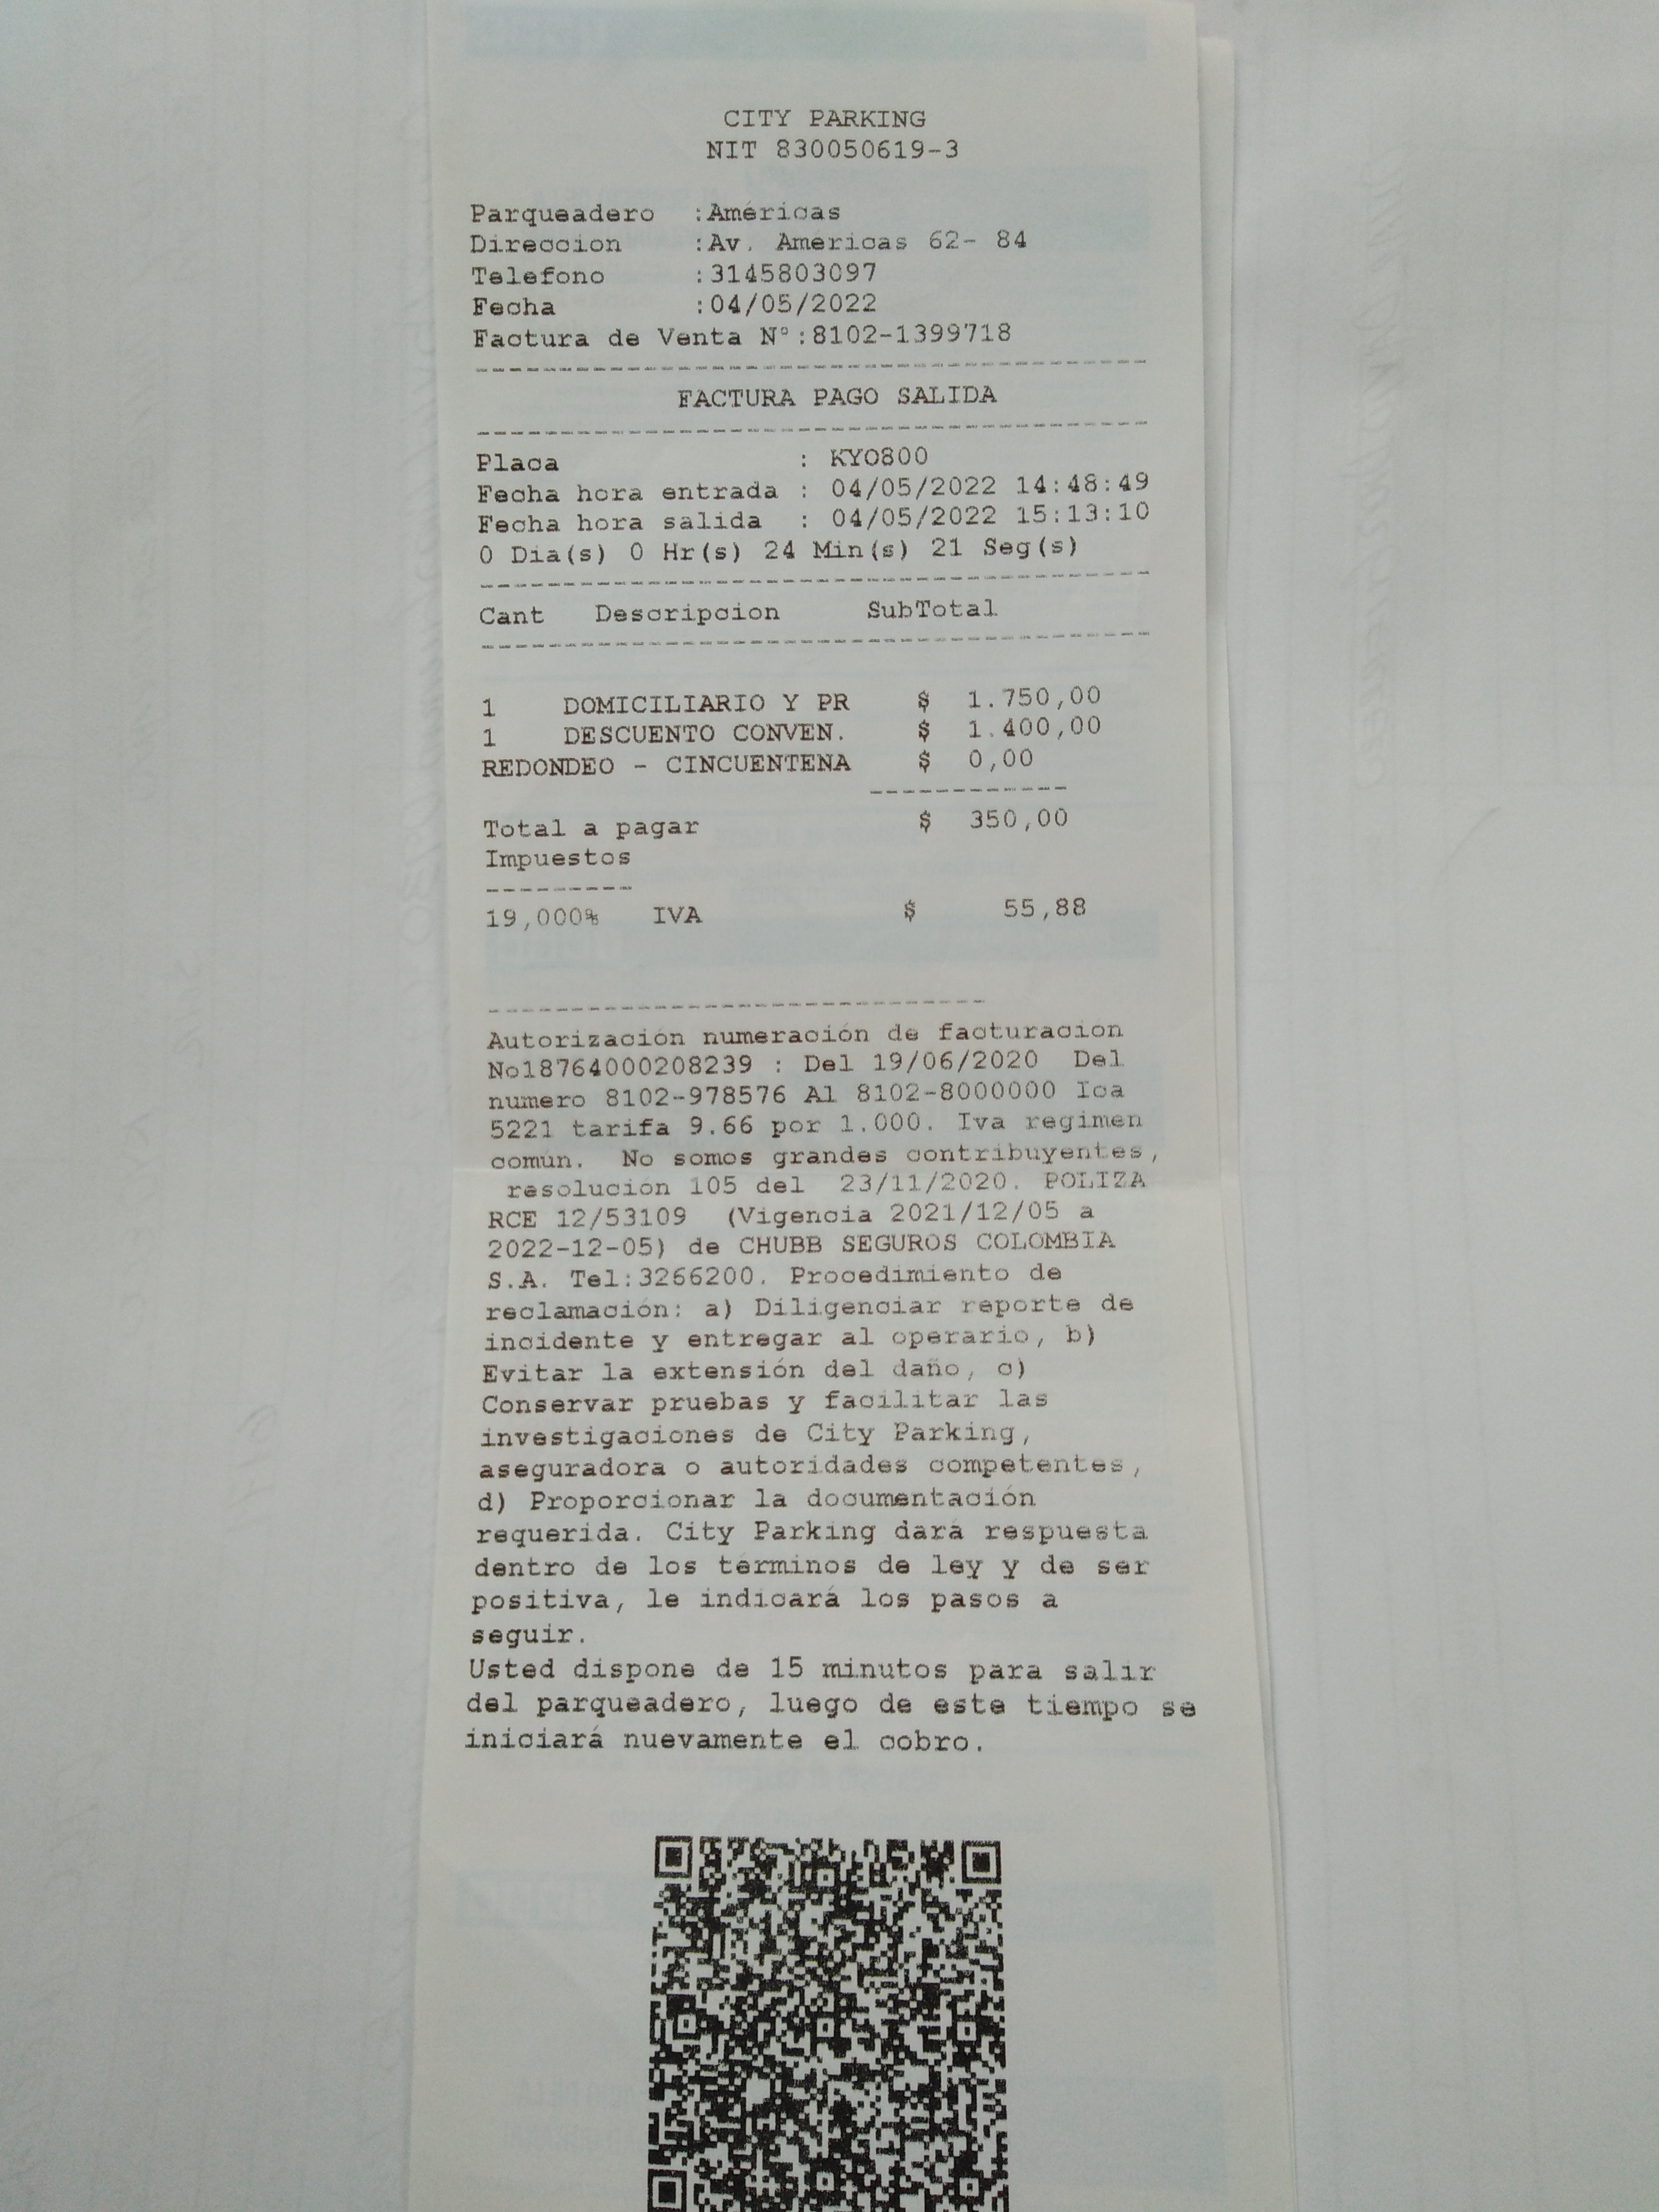 CITY PARKING
NIT 830050619-3
Parqueadero :Américas
Direccion :Av. Americas 62- 84
Telefono :3145803097
Fecha :04/05/2022
Factura de Venta N°:8102-1399718
FACTURA PAGO SALIDA
Placa : KYO800
Fecha hora entrada : 04/05/2022 14:48:49
Fecha hora salida : 04/05/2022 15:13:10
0 Dia(s) 0 Hr(s) 24 Min(s) 21 Seg(s)
Cant Descripcion SubTotal
1 DOMICILIARIO Y PR $ 1.750,00
1 DESCUENTO CONVEN. $ 1.400,00
REDONDEO - CINCUENTENA $ 0,00
Total a pagar $ 350,00
Impuestos
19,000% IVA $ 55,88
Autorización numeración de facturacion
No18764000208239 : Del 19/06/2020 Del
numero 8102-978576 Al 8102-8000000 Ica
5221 tarifa 9.66 por 1.000. Iva regimen
común. No somos grandes contribuyentes,
resolución 105 del 23/11/2020. POLIZA
RCE 12/53109 (Vigencia 2021/12/05 a
2022-12-05) de CHUBB SEGUROS COLOMBIA
S.A. Tel:3266200. Procedimiento de
reclamación: a) Diligenciar reporte de
incidente y entregar al operario, b)
Evitar la extensión del daño, c)
Conservar pruebas y facilitar las
investigaciones de City Parking,
aseguradora o autoridades competentes,
d) Proporcionar la documentación
requerida. City Parking dará respuesta
dentro de los términos de ley y de ser
positiva, le indicará los pasos a
seguir.
Usted dispone de 15 minutos para salir
del parqueadero, luego de este tiempo se
iniciará nuevamente el cobro.